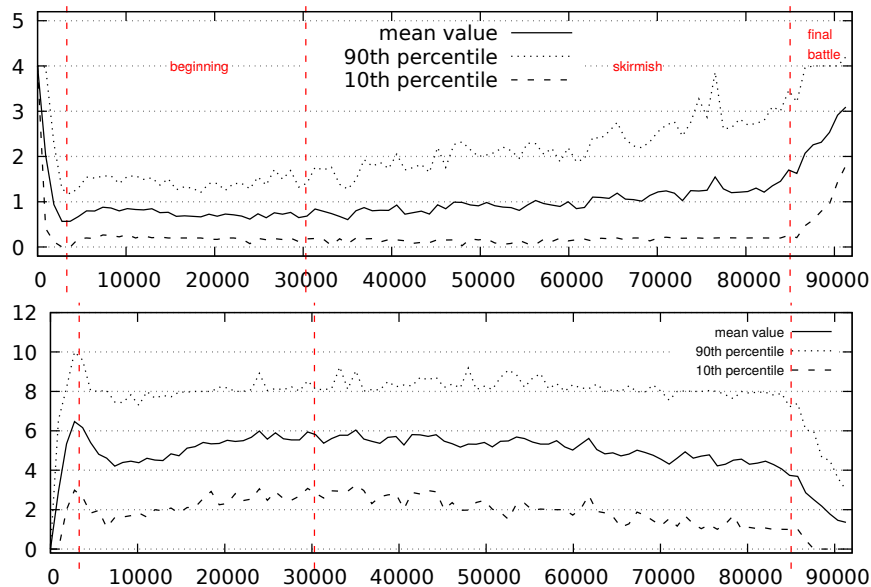 5
mean value
final
90th percentile
battle
4
beginning
10th percentile
skirmish
3
2
1
0
0 10000 20000 30000 40000 50000 60000 70000 80000 90000
12
mean value
10
90th percentile
10th percentile
8
6
4
2
0
0 10000 20000 30000 40000 50000 60000 70000 80000 90000